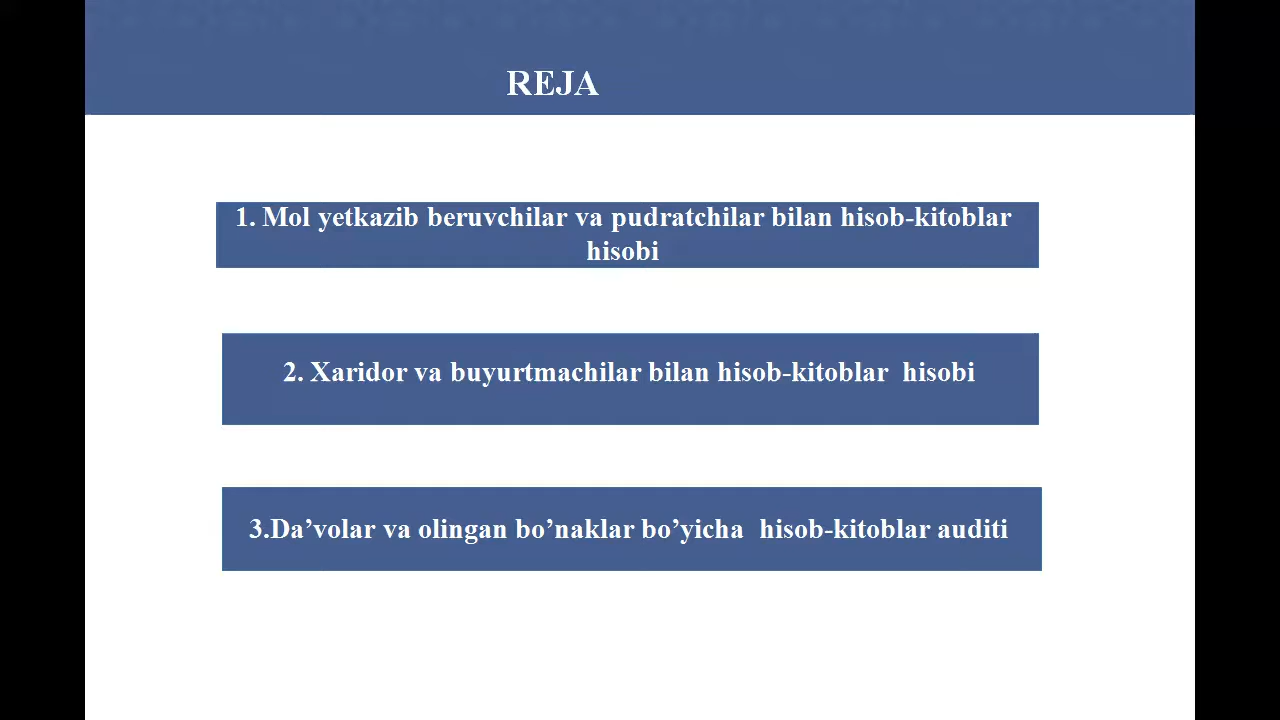 REJA
1. Mol yetkazib beruvchilar va pudratchilar bilan hisob-kitoblar
hisobi
2. Xaridor va buyurtmachilar bilan hisob-kitoblar  hisobi
3.Da’volar va olingan bo’naklar bo’yicha  hisob-kitoblar auditi